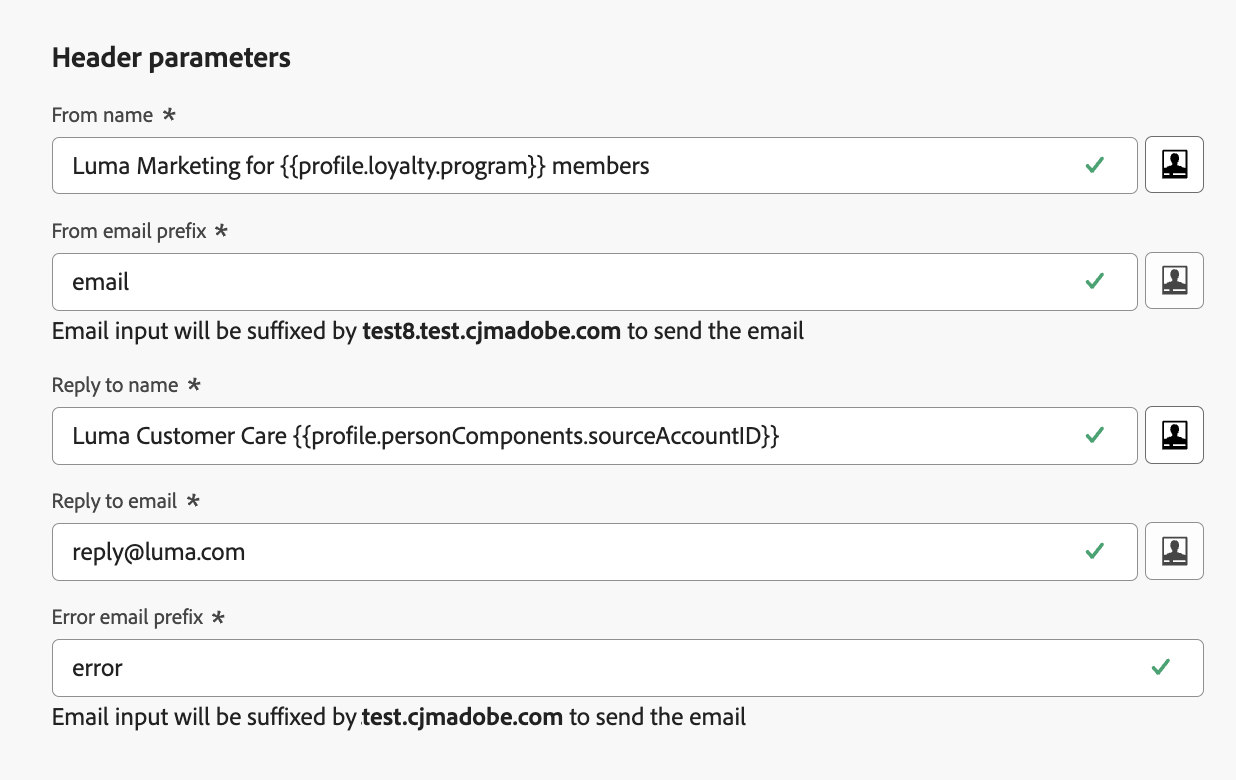 Header parameters
From name *
Luma Marketing for {{profile.loyalty.program}} members
From email prefix *
email
Email input will be suffixed by test8.test.cjmadobe.com to send the email
Reply to name *
Luma Customer Care {{profile.personComponents.sourceAccountID}}
Reply to email *
reply@luma.com
Error email prefix *
error
Email input will be suffixed by test.cjmadobe.com to send the email